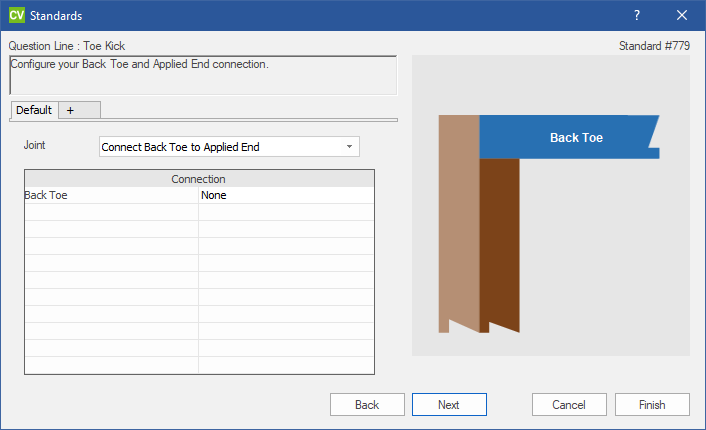 CV Standards ?
Question Line : Toe Kick
Standard #779
Configure your Back Toe and Applied End connection.
Default +
Joint
Connect Back Toe to Applied End
Connection
Back Toe None
Back Toe
Back Next Cancel Finish